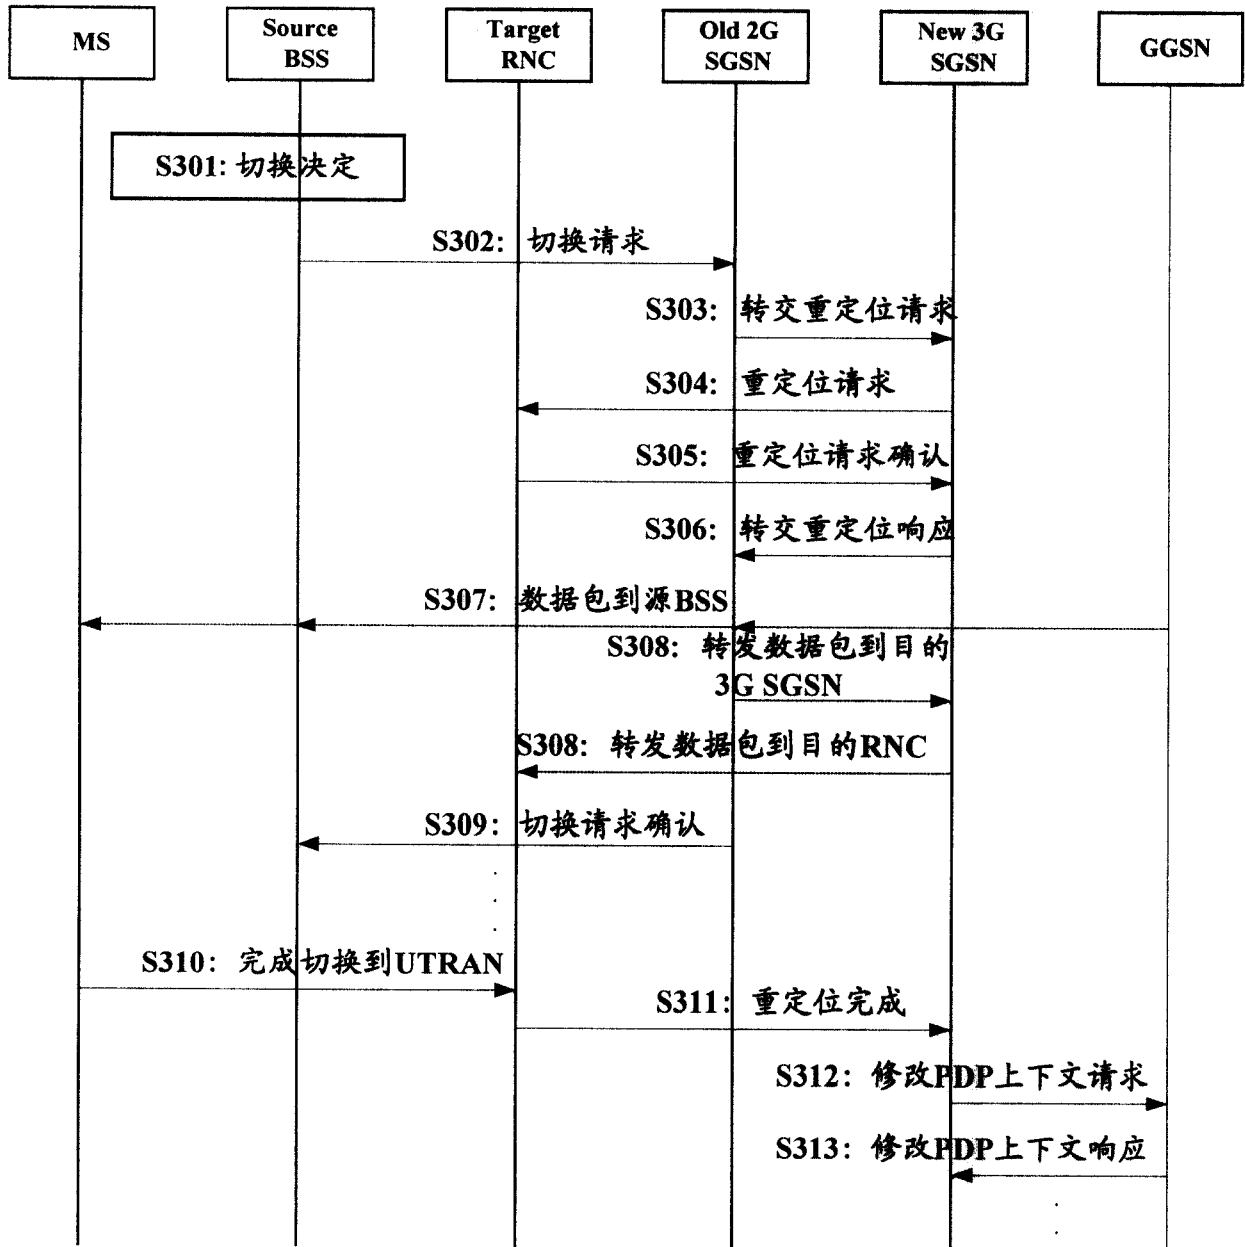 MS
Source
BSS
Target
RNC
Old 2G
SGSN
New 3G
SGSN
GGSN
S301: 切换决定
S302: 切换请求
S303: 转交重定位请求
S304: 重定位请求
S305: 重定位请求确认
S306: 转交重定位响应
S307: 数据包到源BSS
S308: 转发数据包到目的
3G SGSN
S308: 转发数据包到目的RNC
S309: 切换请求确认
S310: 完成切换到UTRAN
S311: 重定位完成
S312: 修改PDP上下文请求
S313: 修改PDP上下文响应